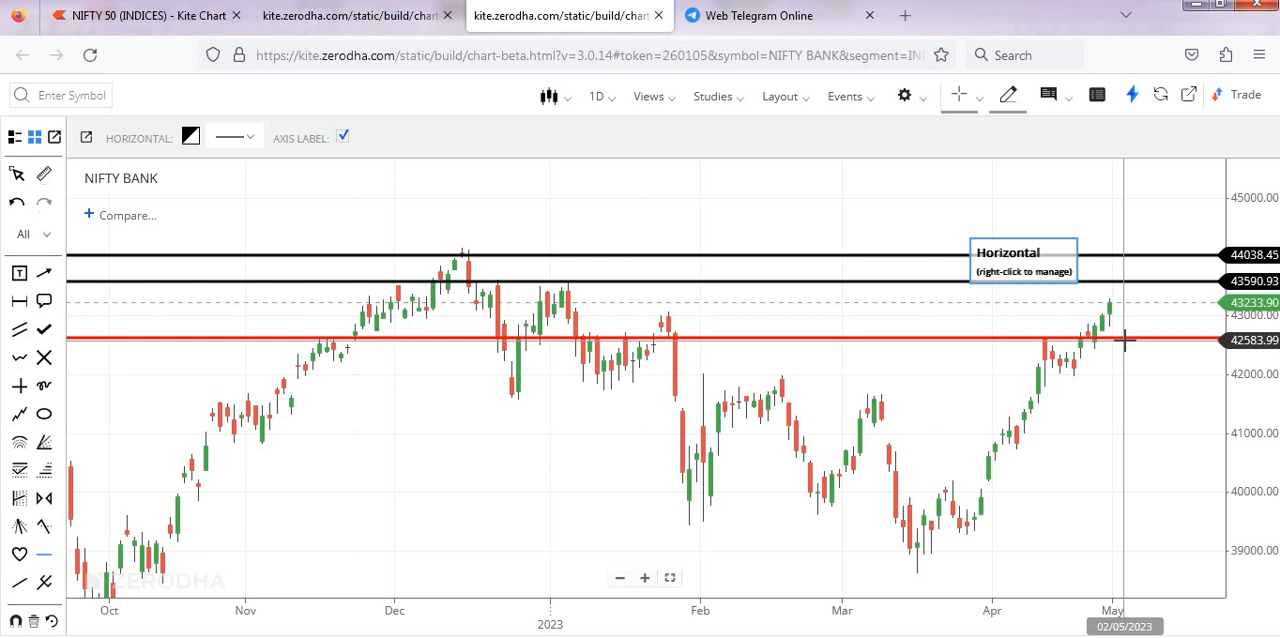 NIFTY 50 (INDICES) - Kite Chart
kite.zerodha.com/static/build/chart
kite.zerodha.com/static/build/chart
Web Telegram Online
https://kite.zerodha.com/static/build/chart-beta.html?v=3.0.14#token=260105&symbol=NIFTY BANK&segment=IN
Search
Enter Symbol
1D
Views
Studies
Layout
Events
Trade
HORIZONTAL:
AXIS LABEL:
NIFTY BANK
+ Compare...
All
T
Horizontal
(right-click to manage)
45000.00
44038.45
43590.93
43233.90
43000.00
42583.99
42000.00
41000.00
40000.00
39000.00
ZERODHA
Oct
Nov
Dec
2023
Feb
Mar
Apr
May
02/05/2023